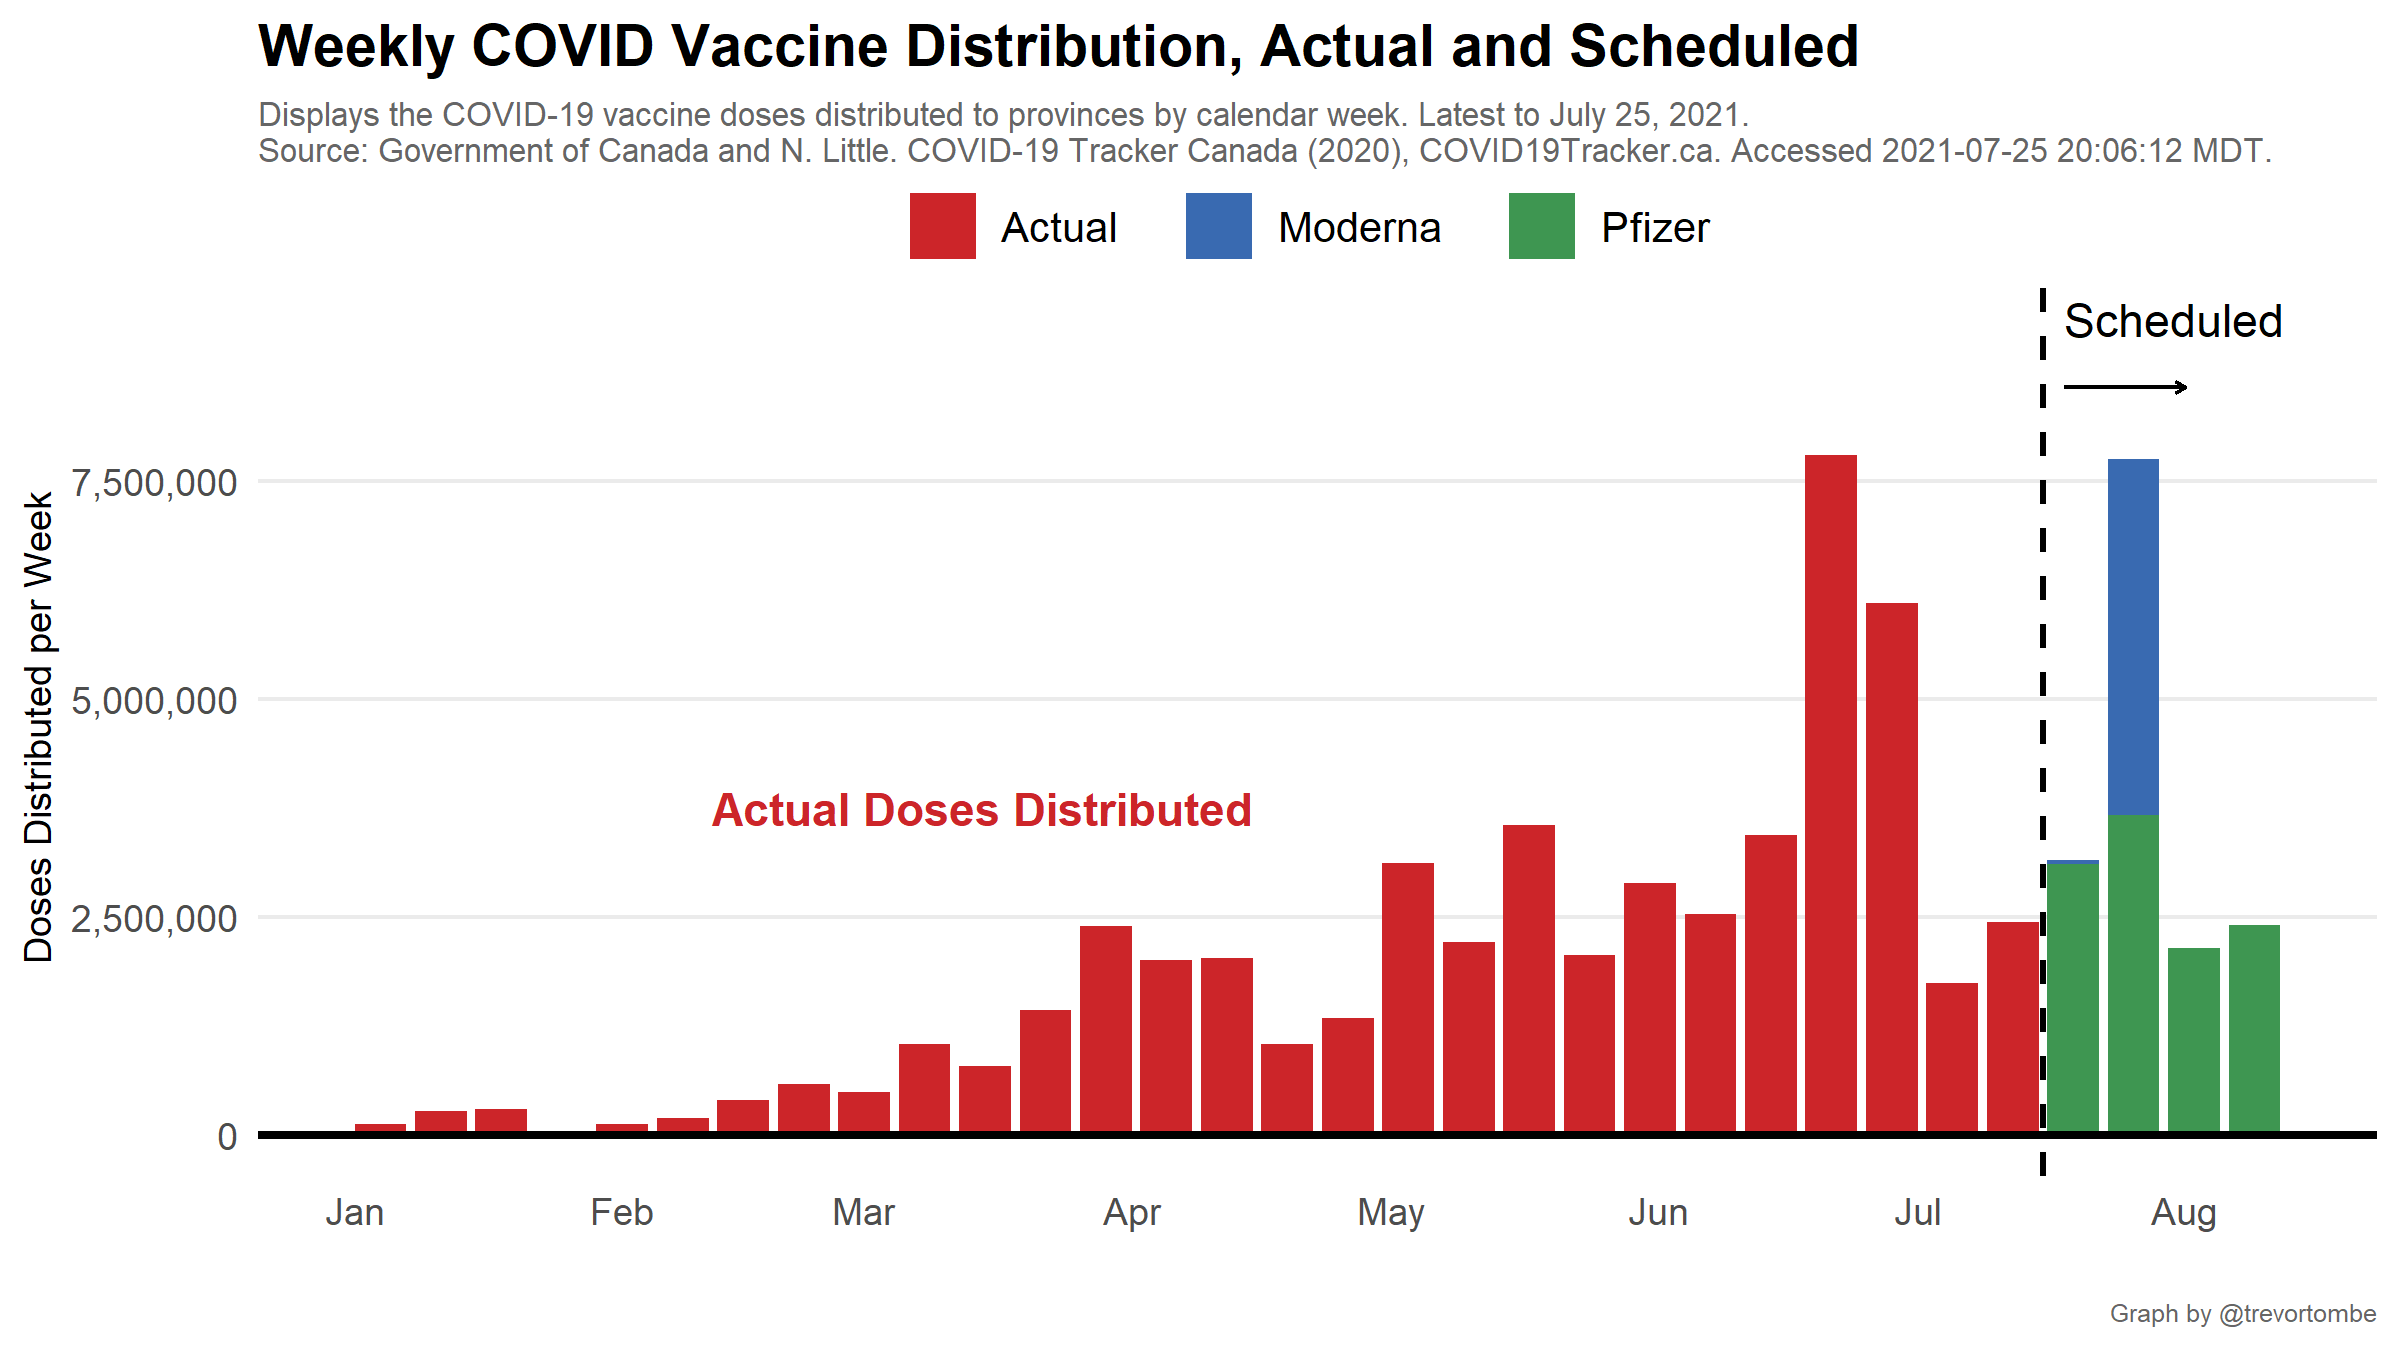 Weekly COVID Vaccine Distribution, Actual and Scheduled
Displays the COVID-19 vaccine doses distributed to provinces by calendar week. Latest to July 25, 2021.
Source: Government of Canada and N. Little. COVID-19 Tracker Canada (2020), COVID19Tracker.ca. Accessed 2021-07-25 20:06:12 MDT.
Actual Moderna Pfizer
Scheduled
Doses Distributed per Week
7,500,000
5,000,000
Actual Doses Distributed
2,500,000
0
Jan Feb Mar Apr May Jun Jul Aug
Graph by @trevortombe